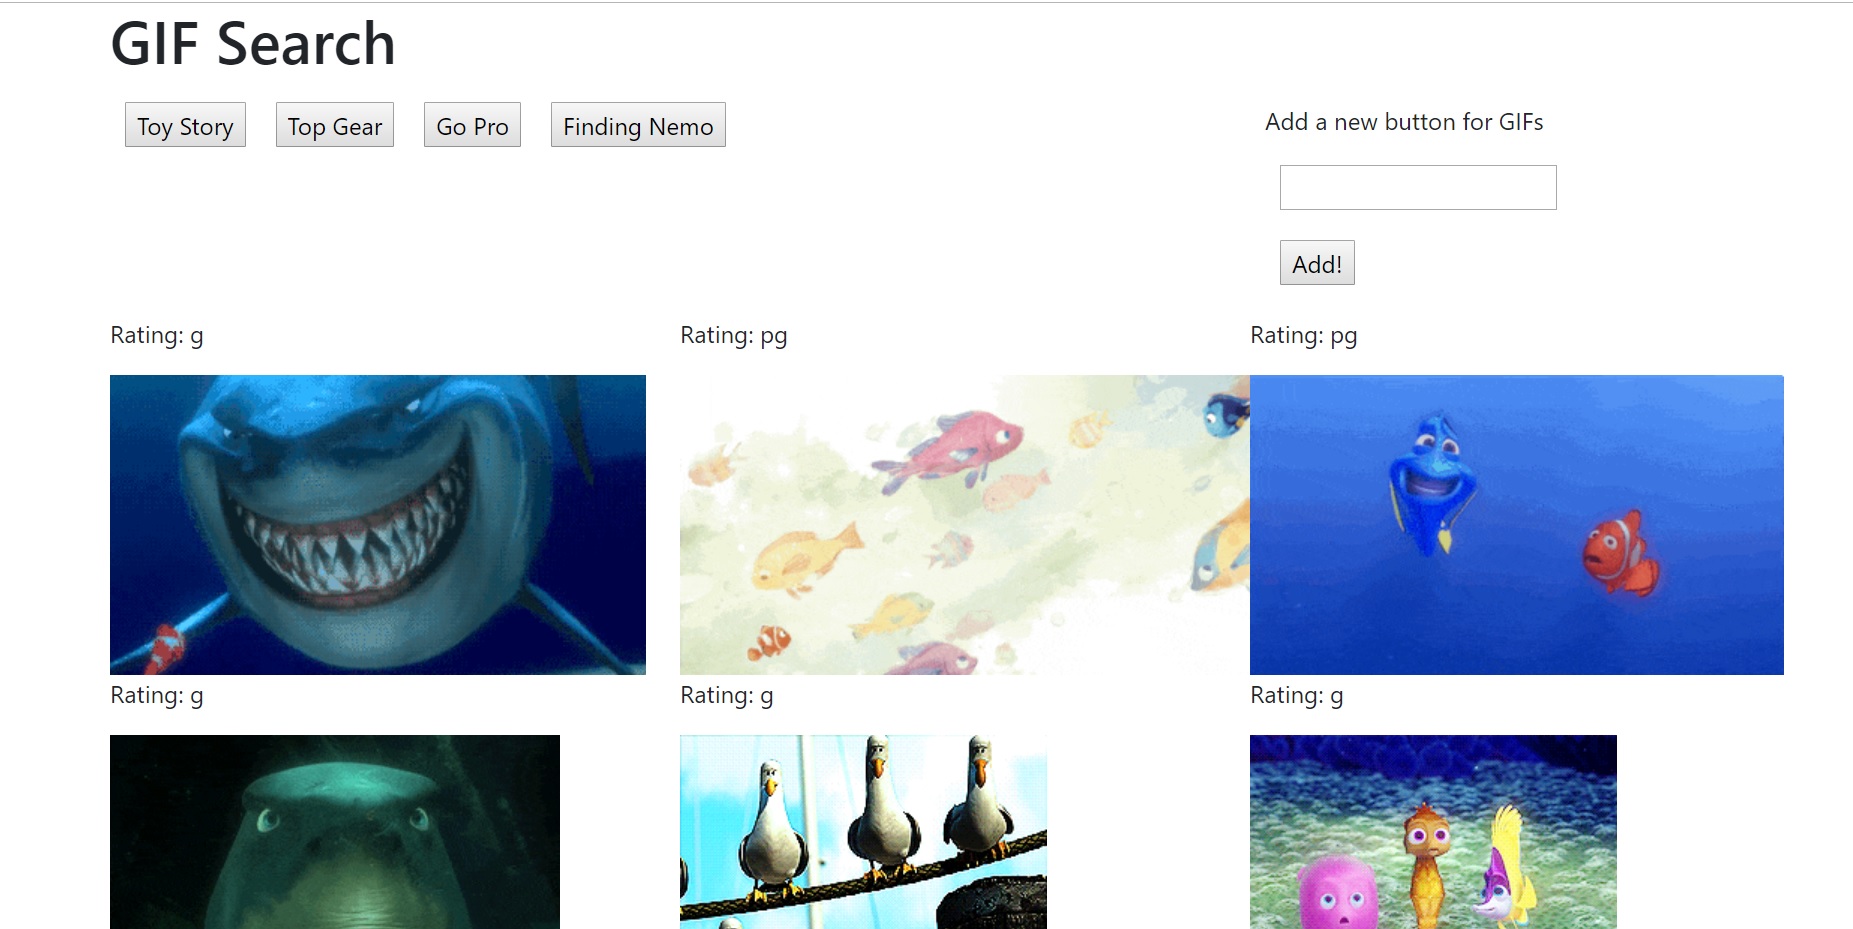 GIF Search
Toy Story
Top Gear
Go Pro
Finding Nemo
Add a new button for GIFs
Add!
Rating: g
Rating: pg
Rating: pg
Rating: g
Rating: g
Rating: g